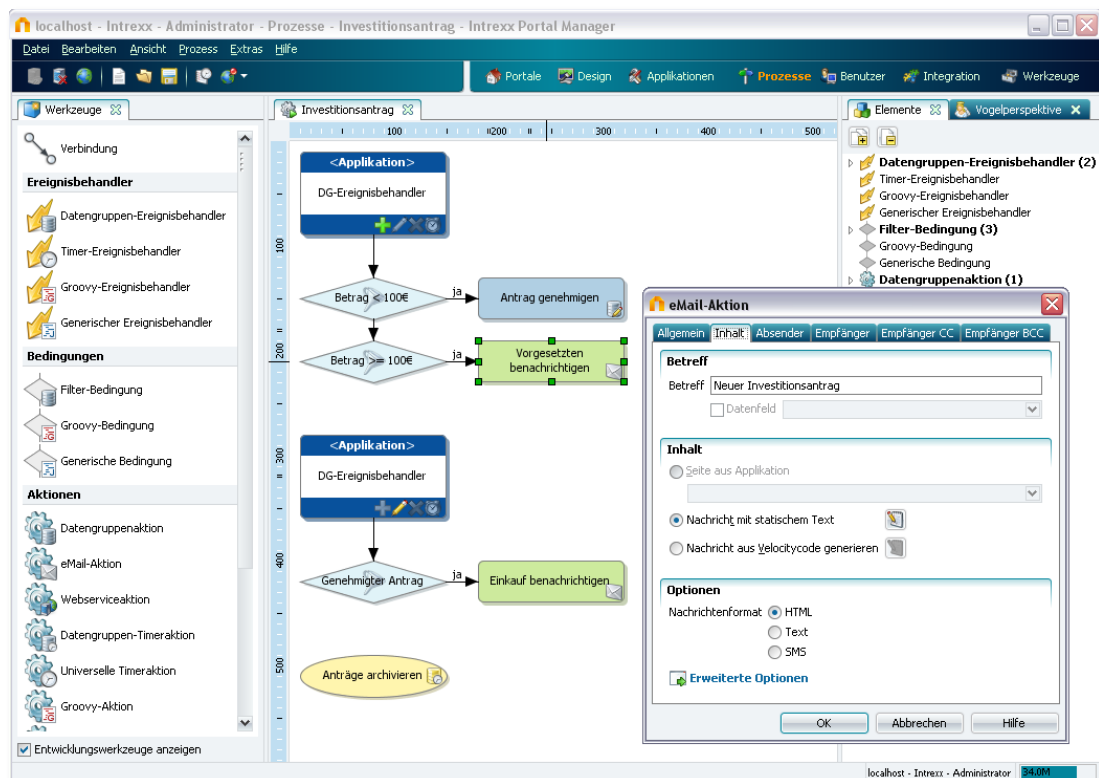 localhost - Intrexx - Administrator - Prozesse - Investitionsantrag - Intrexx Portal Manager
Datei Bearbeiten Ansicht Prozess Extras Hilfe
Portale Design Applikationen Prozesse Benutzer Integration Werkzeuge
Werkzeuge
Verbindung
Ereignisbehandler
Datengruppen-Ereignisbehandler
Timer-Ereignisbehandler
Groovy-Ereignisbehandler
Generischer Ereignisbehandler
Bedingungen
Filter-Bedingung
Groovy-Bedingung
Generische Bedingung
Aktionen
Datengruppenaktion
eMail-Aktion
Webserviceaktion
Datengruppen-Timeraktion
Universelle Timeraktion
Groovy-Aktion
Entwicklungswerkzeuge anzeigen
Investitionsantrag
100 200 300 400 500
100
200
300
400
500
<Applikation>
DG-Ereignisbehandler
Betrag < 100€
ja
Antrag genehmigen
Betrag >= 100€
ja
Vorgesetzten
benachrichtigen
<Applikation>
DG-Ereignisbehandler
Genehmigter Antrag
ja
Einkauf benachrichtigen
Anträge archivieren
Elemente
Vogelperspektive
Datengruppen-Ereignisbehandler (2)
Timer-Ereignisbehandler
Groovy-Ereignisbehandler
Generischer Ereignisbehandler
Filter-Bedingung (3)
Groovy-Bedingung
Generische Bedingung
Datengruppenaktion (1)
eMail-Aktion
Allgemein Inhalt Absender Empfänger Empfänger CC Empfänger BCC
Betreff
Betreff Neuer Investitionsantrag
Datenfeld
Inhalt
Seite aus Applikation
Nachricht mit statischem Text
Nachricht aus Velocitycode generieren
Optionen
Nachrichtenformat HTML
Text
SMS
Erweiterte Optionen
OK Abbrechen Hilfe
localhost - Intrexx - Administrator 34.0M